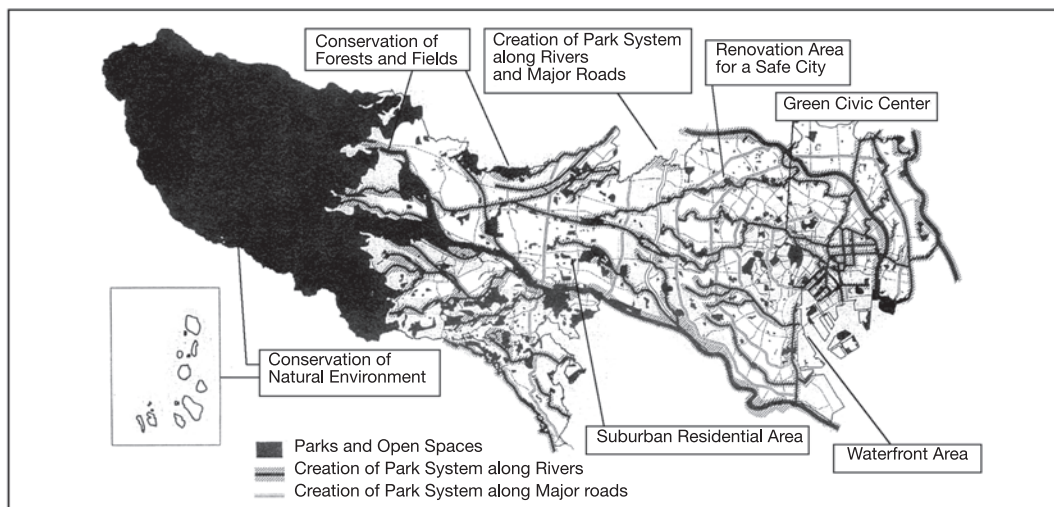 Conservation of
Forests and Fields
Creation of Park System
along Rivers
and Major Roads
Renovation Area
for a Safe City
Green Civic Center
Conservation of
Natural Environment
Suburban Residential Area
Waterfront Area
Parks and Open Spaces
Creation of Park System along Rivers
Creation of Park System along Major roads